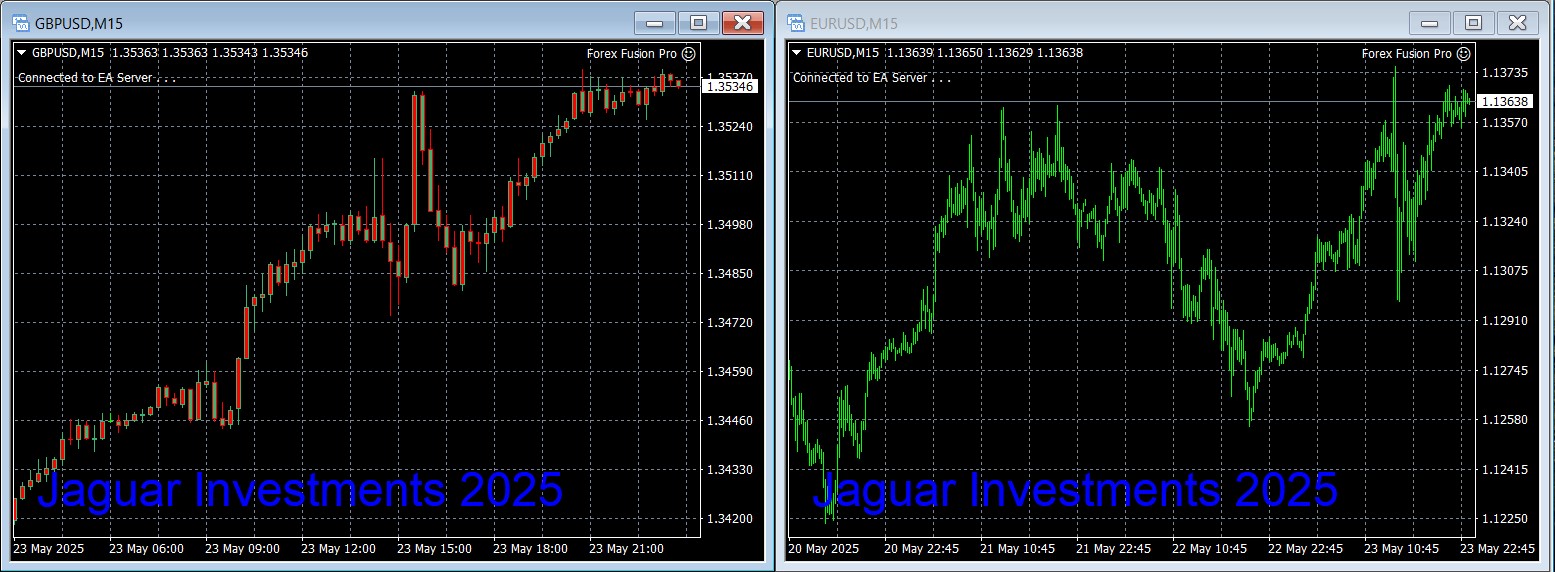 GBPUSD,M15
GBPUSD,M15 1.35363 1.35363 1.35343 1.35346
Forex Fusion Pro
Connected to EA Server . . .
1.35370
1.35346
1.35240
1.35110
1.34980
1.34850
1.34720
1.34590
1.34460
1.34330
1.34200
Jaguar Investments 2025
23 May 2025 23 May 06:00 23 May 09:00 23 May 12:00 23 May 15:00 23 May 18:00 23 May 21:00
EURUSD,M15
EURUSD,M15 1.13639 1.13650 1.13629 1.13638
Forex Fusion Pro
Connected to EA Server . . .
1.13735
1.13638
1.13570
1.13405
1.13240
1.13075
1.12910
1.12745
1.12580
1.12415
1.12250
Jaguar Investments 2025
20 May 2025 20 May 22:45 21 May 10:45 21 May 22:45 22 May 10:45 22 May 22:45 23 May 10:45 23 May 22:45